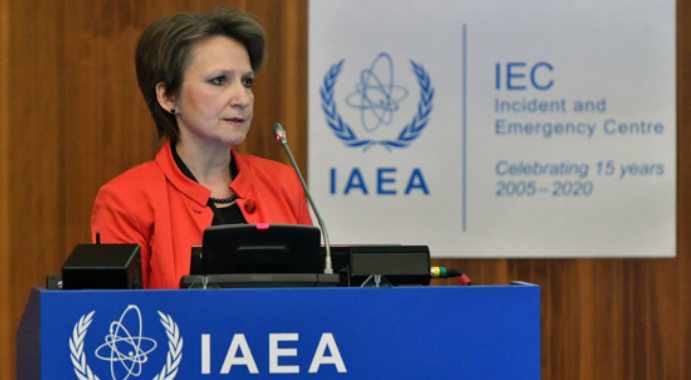 IEC
Incident and
Emergency Centre
IAEA
Celebrating 15 years
2005–2020
IAEA